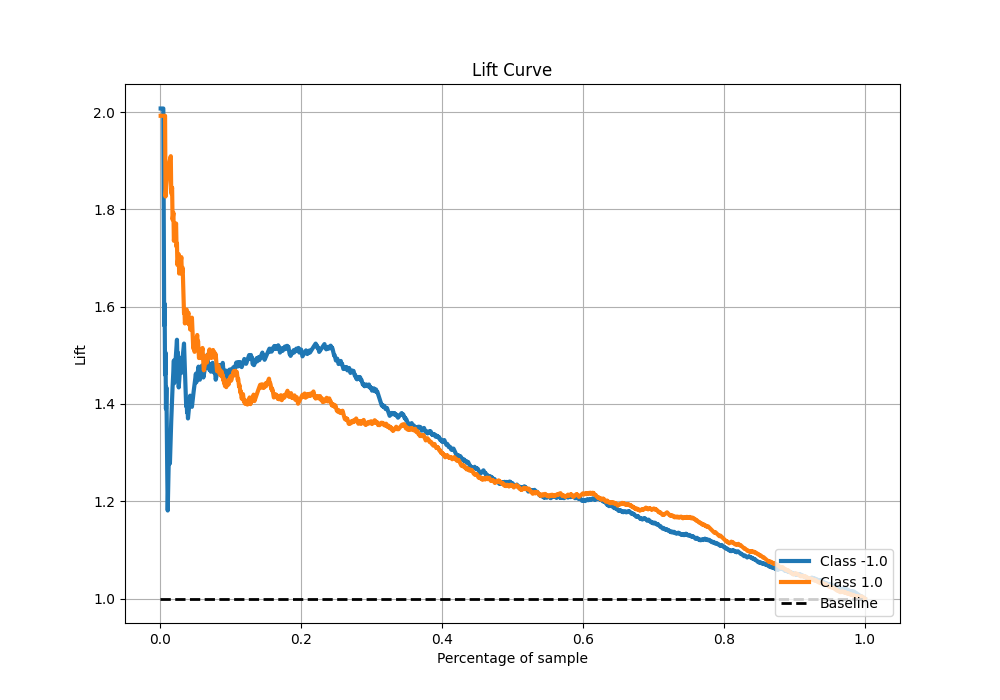 Lift Curve
Lift
2.0
1.8
1.6
1.4
1.2
1.0
0.0 0.2 0.4 0.6 0.8 1.0
Percentage of sample
Class -1.0
Class 1.0
Baseline